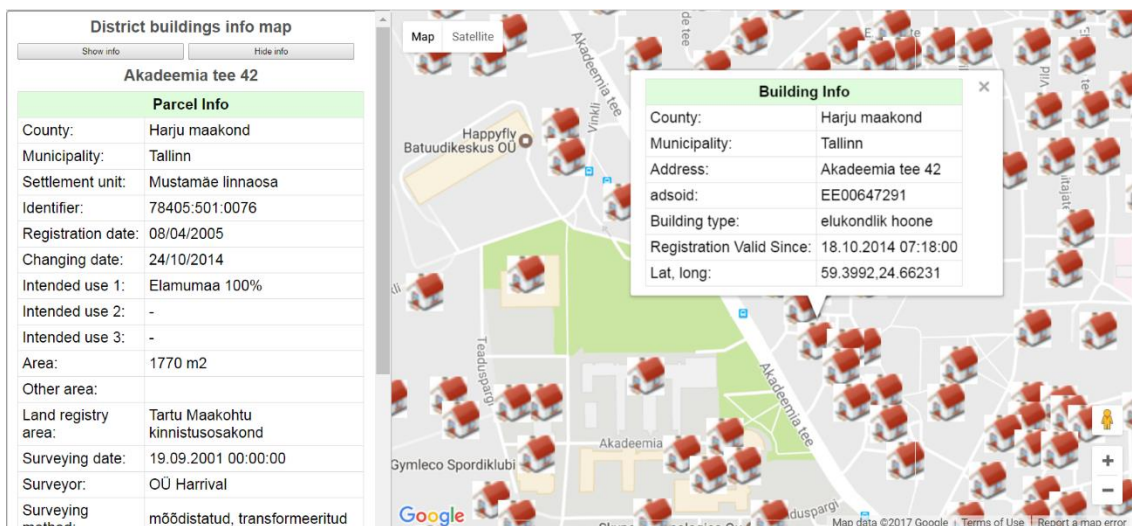 District buildings info map
Show info
Hide info
Akadeemia tee 42
Parcel Info
County: Harju maakond
Municipality: Tallinn
Settlement unit: Mustamäe linnaosa
Identifier: 78405:501:0076
Registration date: 08/04/2005
Changing date: 24/10/2014
Intended use 1: Elamumaa 100%
Intended use 2: -
Intended use 3: -
Area: 1770 m2
Other area:
Land registry
area:
Tartu Maakohtu
kinnistusosakond
Surveying date: 19.09.2001 00:00:00
Surveyor: OÜ Harrival
Surveying
mõõdistatud, transformeeritud
Map
Satellite
Akadeemia tee
Vinkli
Happyfly
Batuudikeskus OÜ
Building Info
County: Harju maakond
Municipality: Tallinn
Address: Akadeemia tee 42
adsoid: EE00647291
Building type: elukondlik hoone
Registration Valid Since: 18.10.2014 07:18:00
Lat, long: 59.3992,24.66231
Teaduspargi
Akadeemia tee
Akadeemia
Gymleco Spordiklubi
Google
Map data ©2017 Google
Terms of Use
Report a map error